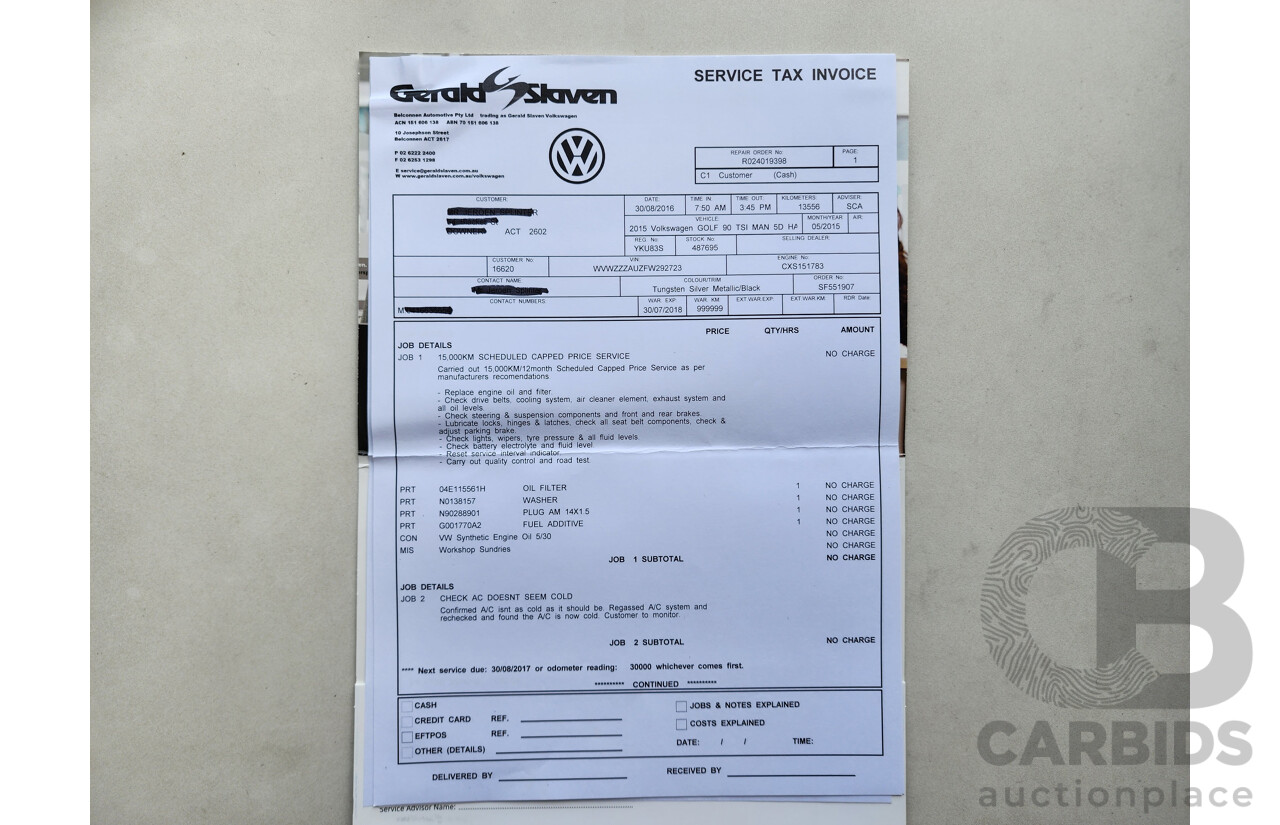 Gerald Slaven
SERVICE TAX INVOICE
Belconnen Automotive Pty Ltd trading as Gerald Slaven Volkswagen
ACN 151 606 138 ABN 75 151 606 138
10 Josephson Street
Belconnen ACT 2617
P 02 6222 2400
F 02 6253 1298
E service@geraldslaven.com.au
W www.geraldslaven.com.au/volkswagen
REPAIR ORDER No: PAGE:
R024019398 1
C1 Customer (Cash)
CUSTOMER: DATE: TIME IN: TIME OUT: KILOMETERS: ADVISER:
30/08/2016 7:50 AM 3:45 PM 13556 SCA
VEHICLE: MONTH/YEAR AIR:
ACT 2602 2015 Volkswagen GOLF 90 TSI MAN 5D HA 05/2015
REG. No: STOCK No: SELLING DEALER:
YKU83S 487695
CUSTOMER No: VIN: ENGINE No:
16620 WVWZZZAUZFW292723 CXS151783
CONTACT NAME: COLOUR/TRIM ORDER No:
Tungsten Silver Metallic/Black SF551907
CONTACT NUMBERS WAR. EXP. WAR. KM: EXT WAR.EXP: EXT WAR.KM: RDR Date:
M 30/07/2018 999999
PRICE QTY/HRS AMOUNT
JOB DETAILS
JOB 1 15,000KM SCHEDULED CAPPED PRICE SERVICE NO CHARGE
Carried out 15,000KM/12month Scheduled Capped Price Service as per
manufacturers recomendations.
- Replace engine oil and filter
- Check drive belts, cooling system, air cleaner element, exhaust system and
all oil levels.
- Check steering & suspension components and front and rear brakes.
- Lubricate locks, hinges & latches, check all seat belt components, check &
adjust parking brake.
- Check lights, wipers, tyre pressure & all fluid levels.
- Check battery electrolyte and fluid level
- Reset service interval indicator.
- Carry out quality control and road test.
PRT 04E115561H OIL FILTER 1 NO CHARGE
PRT N0138157 WASHER 1 NO CHARGE
PRT N90288901 PLUG AM 14X1.5 1 NO CHARGE
PRT G001770A2 FUEL ADDITIVE 1 NO CHARGE
CON VW Synthetic Engine Oil 5/30 NO CHARGE
MIS Workshop Sundries NO CHARGE
JOB 1 SUBTOTAL NO CHARGE
JOB DETAILS
JOB 2 CHECK AC DOESNT SEEM COLD
Confirmed A/C isnt as cold as it should be. Regassed A/C system and
rechecked and found the A/C is now cold. Customer to monitor.
JOB 2 SUBTOTAL NO CHARGE
**** Next service due: 30/08/2017 or odometer reading: 30000 whichever comes first.
********** CONTINUED **********
CASH JOBS & NOTES EXPLAINED
CREDIT CARD REF.
COSTS EXPLAINED
EFTPOS REF.
OTHER (DETAILS) DATE: / / TIME:
DELIVERED BY RECEIVED BY
Service Advisor Name:
CB
CARBIDS
auctionplace